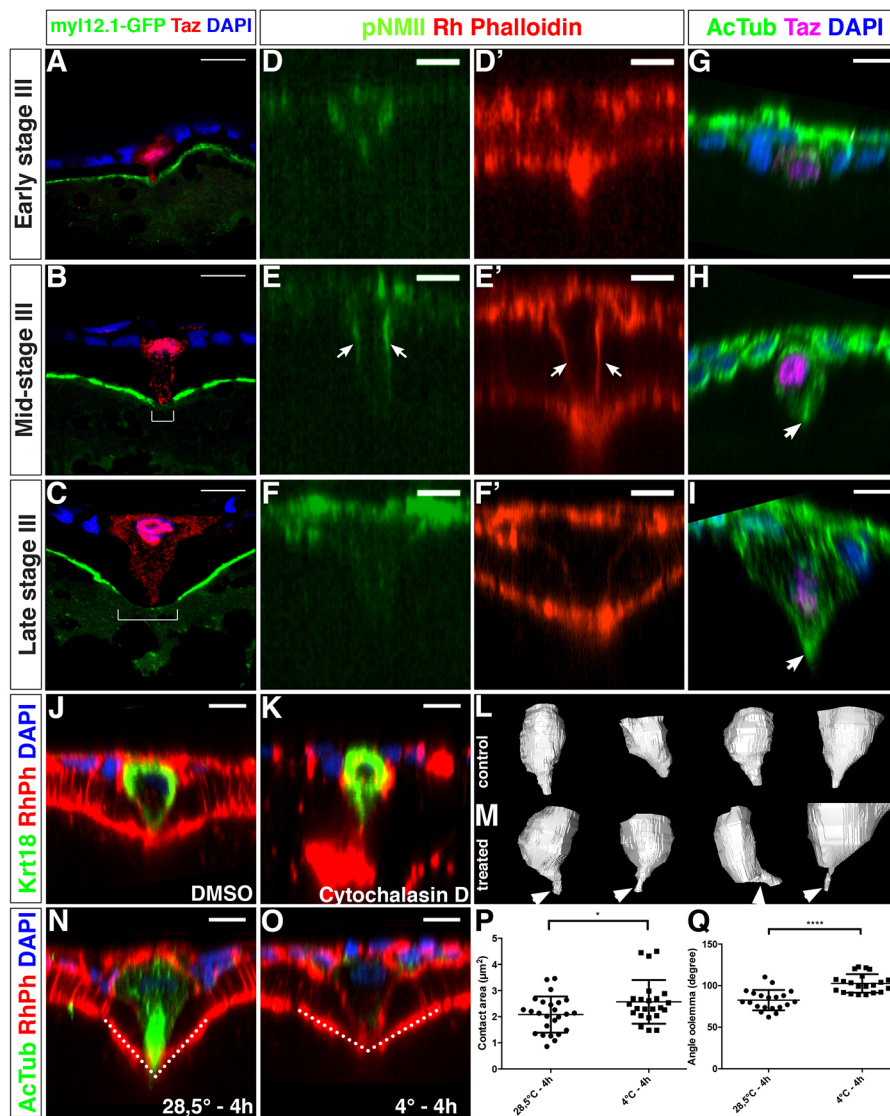 myl12.1-GFP Taz DAPI
pNMII Rh Phalloidin
AcTub Taz DAPI
Early stage III
A
D
D’
G
Mid-stage III
B
E
E’
H
Late stage III
C
F
F’
I
Krt18 RhPh DAPI
J
DMSO
K
Cytochalasin D
L
control
M
treated
AcTub RhPh DAPI
N
28,5° - 4h
O
4° - 4h
P
*
Contact area (µm²)
5
4
3
2
1
0
28,5°C - 4h
4°C - 4h
Q
****
Angle oolemma (degree)
150
100
50
0
28,5°C - 4h
4°C - 4h